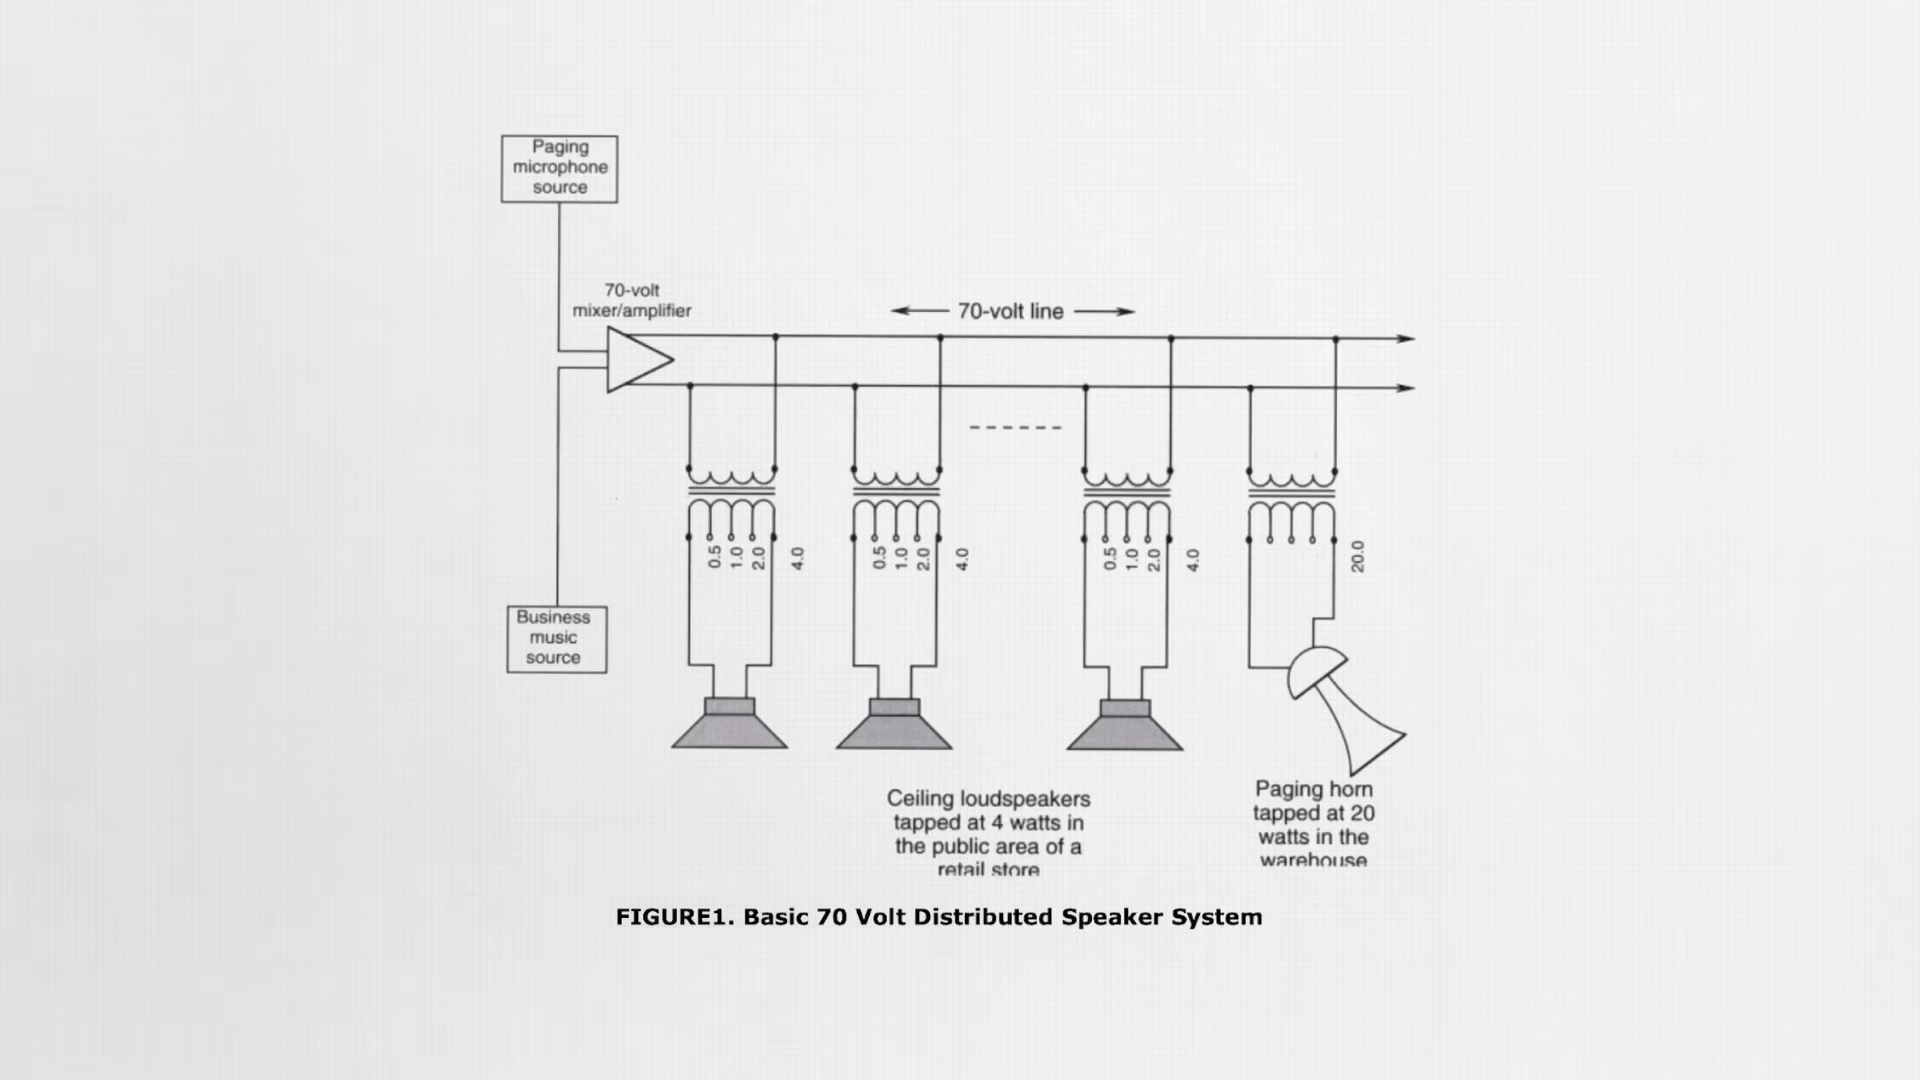 Paging
microphone
source
70-volt
mixer/amplifier
70-volt line
0.5
1.0
2.0
4.0
0.5
1.0
2.0
4.0
0.5
1.0
2.0
4.0
20.0
Business
music
source
Ceiling loudspeakers
tapped at 4 watts in
the public area of a
retail store
Paging horn
tapped at 20
watts in the
warehouse
FIGURE1. Basic 70 Volt Distributed Speaker System